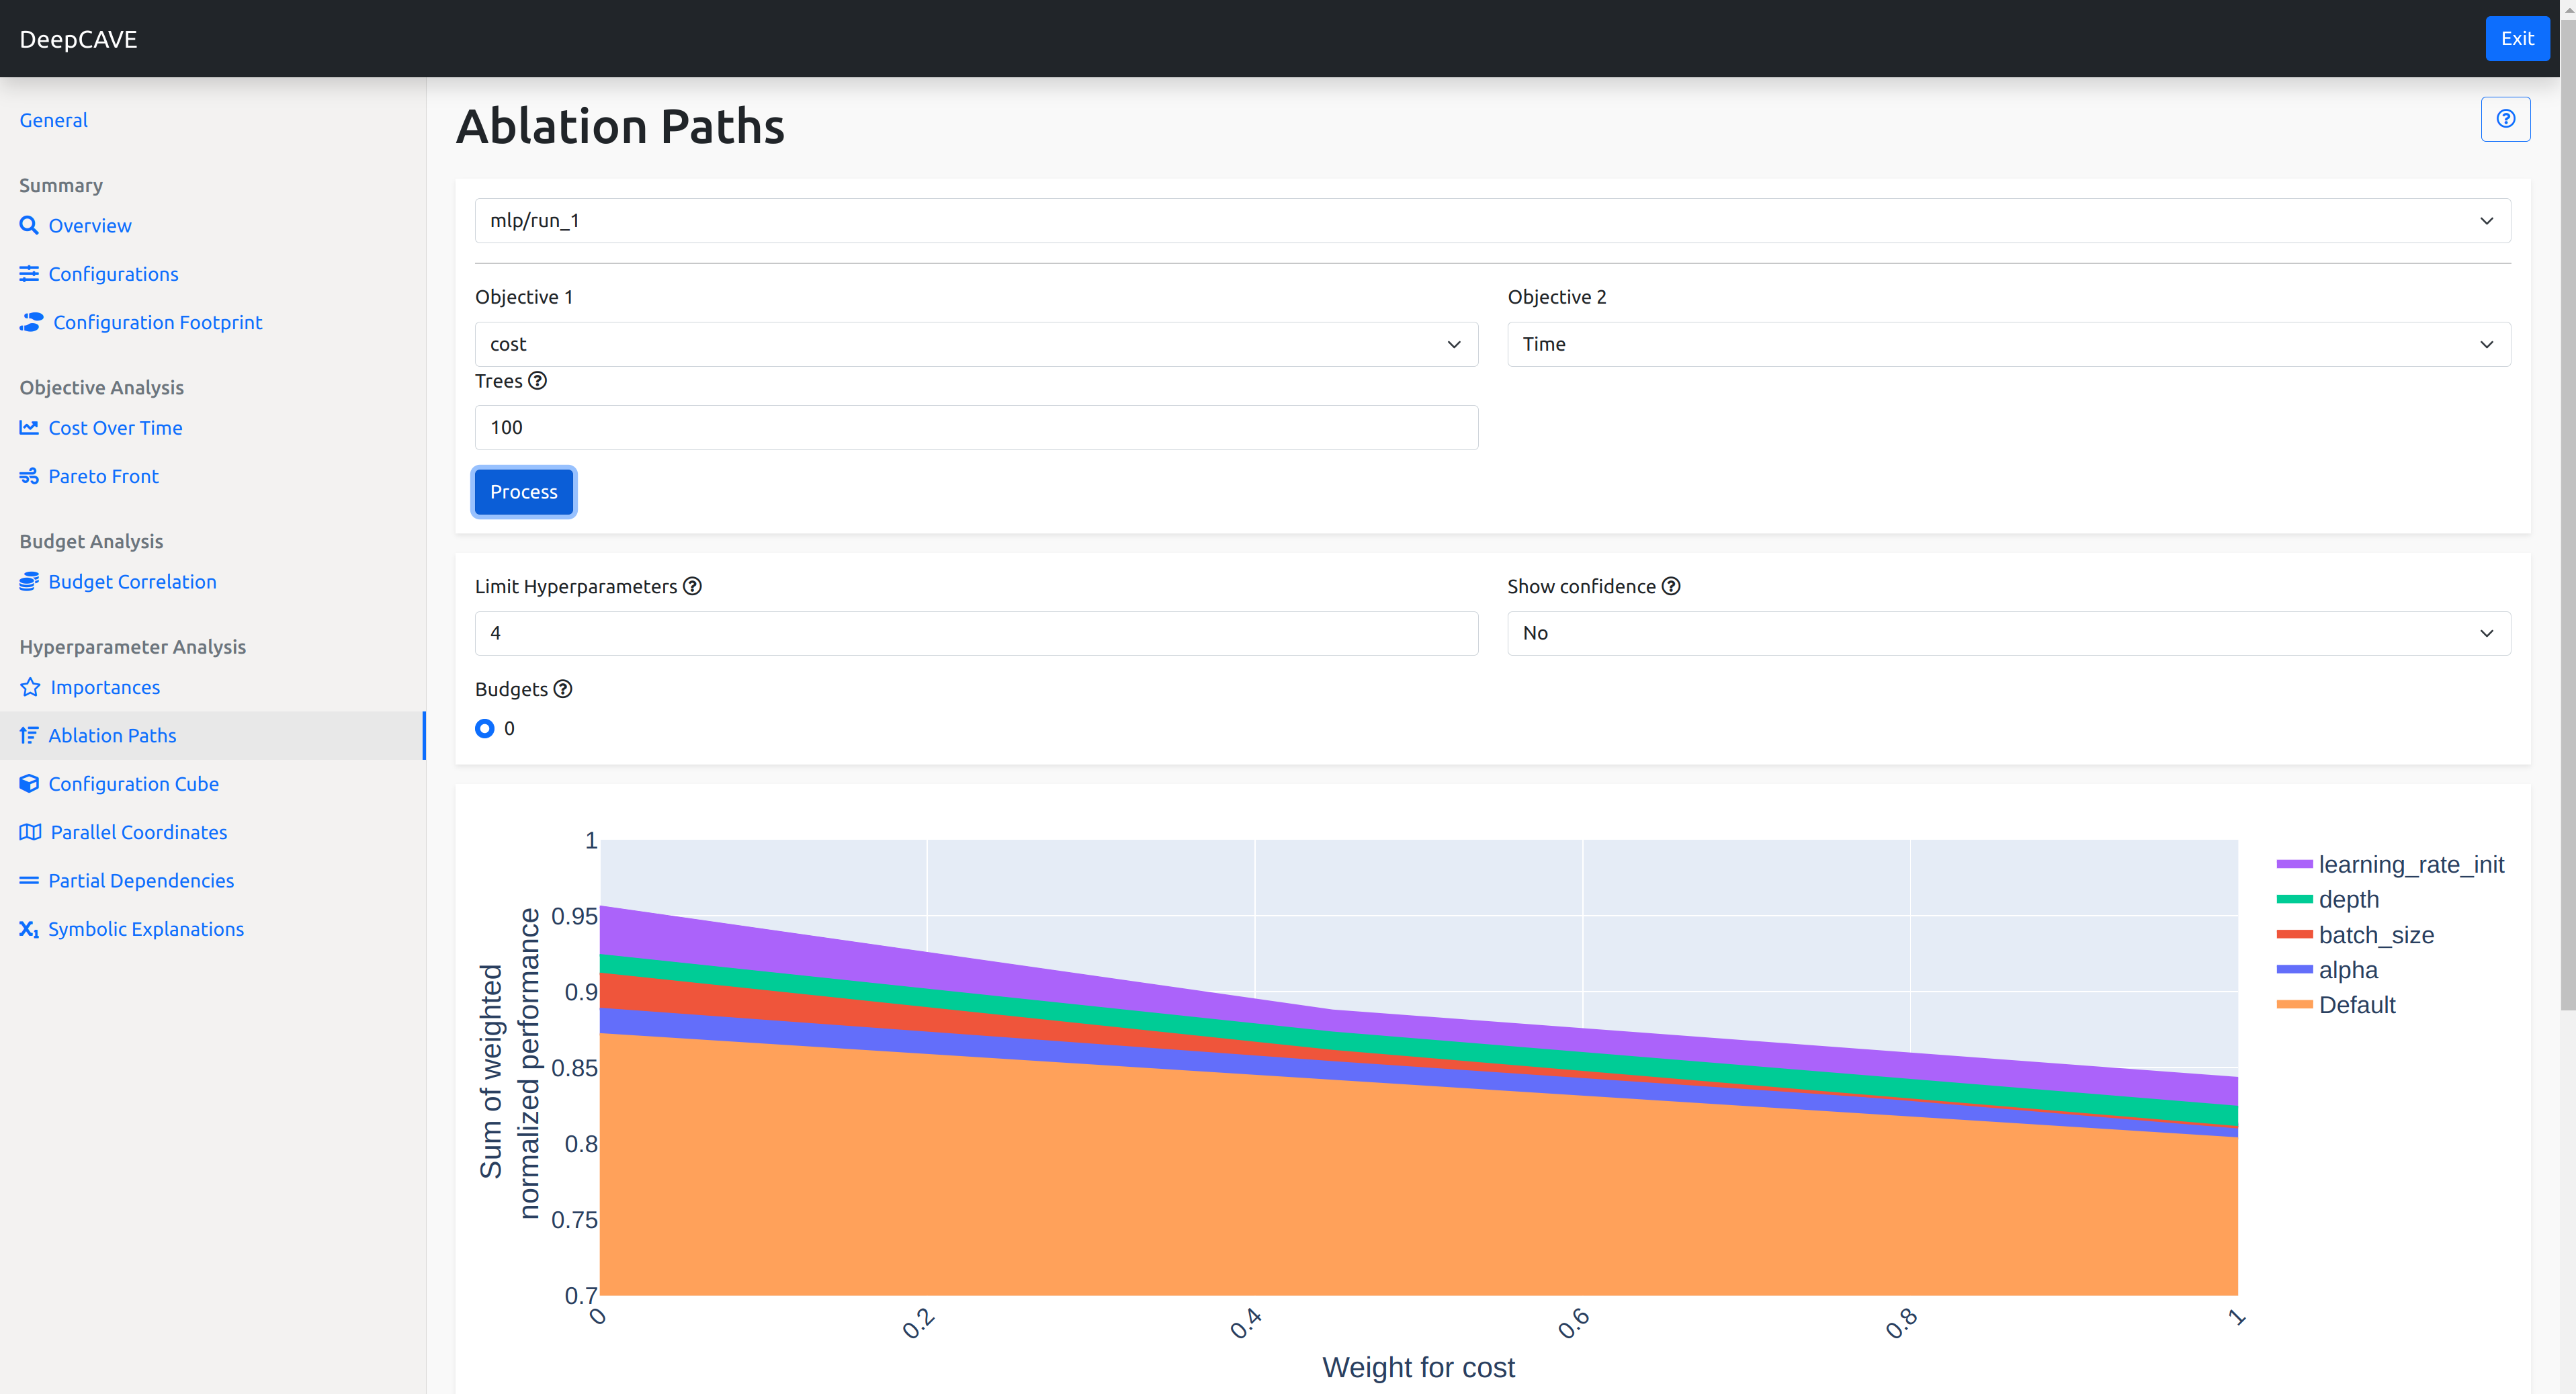 DeepCAVE
Exit
General
Summary
Overview
Configurations
Configuration Footprint
Objective Analysis
Cost Over Time
Pareto Front
Budget Analysis
Budget Correlation
Hyperparameter Analysis
Importances
Ablation Paths
Configuration Cube
Parallel Coordinates
Partial Dependencies
Symbolic Explanations
Ablation Paths
mlp/run_1
Objective 1
Objective 2
cost
Time
Trees
100
Process
Limit Hyperparameters
Show confidence
4
No
Budgets
0
Sum of weighted
normalized performance
1
0.95
0.9
0.85
0.8
0.75
0.7
0
0.2
0.4
0.6
0.8
1
Weight for cost
learning_rate_init
depth
batch_size
alpha
Default